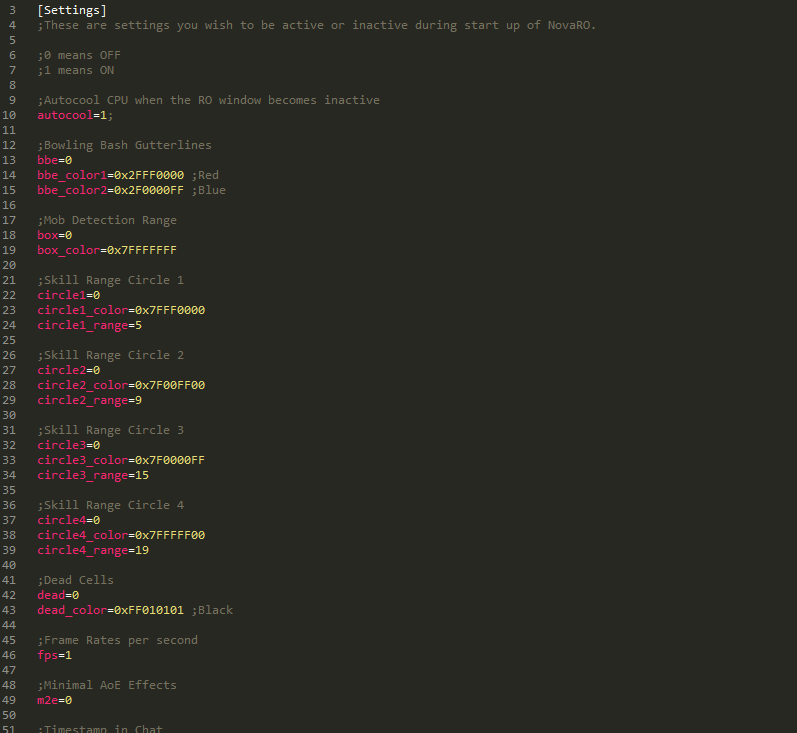 3 [Settings]
4 ;These are settings you wish to be active or inactive during start up of NovaRO.
5
6 ;0 means OFF
7 ;1 means ON
8
9 ;Autocool CPU when the RO window becomes inactive
10 autocool=1;
11
12 ;Bowling Bash Gutterlines
13 bbe=0
14 bbe_color1=0x2FFF0000 ;Red
15 bbe_color2=0x2F0000FF ;Blue
16
17 ;Mob Detection Range
18 box=0
19 box_color=0x7FFFFFFF
20
21 ;Skill Range Circle 1
22 circle1=0
23 circle1_color=0x7FFF0000
24 circle1_range=5
25
26 ;Skill Range Circle 2
27 circle2=0
28 circle2_color=0x7F00FF00
29 circle2_range=9
30
31 ;Skill Range Circle 3
32 circle3=0
33 circle3_color=0x7F0000FF
34 circle3_range=15
35
36 ;Skill Range Circle 4
37 circle4=0
38 circle4_color=0x7FFFFF00
39 circle4_range=19
40
41 ;Dead Cells
42 dead=0
43 dead_color=0xFF010101 ;Black
44
45 ;Frame Rates per second
46 fps=1
47
48 ;Minimal AoE Effects
49 m2e=0
50
51 ;Timestamp in Chat